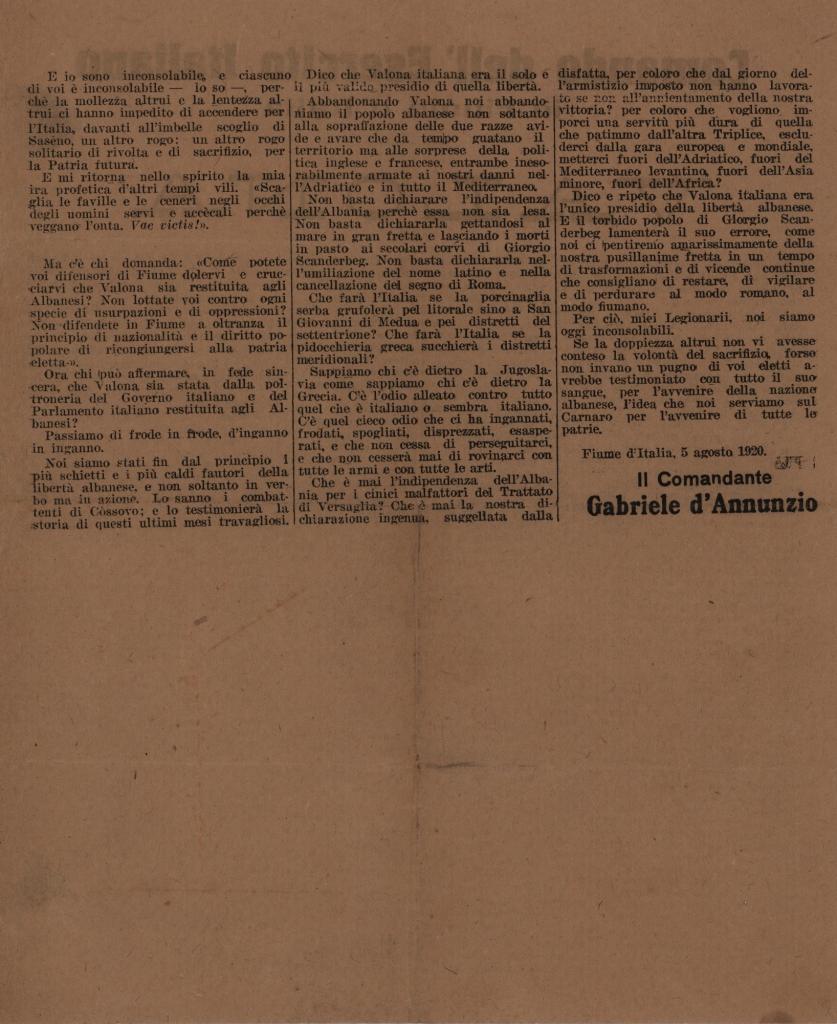 E io sono inconsolabile, e ciascuno
di voi è inconsolabile — io so —, per-
chè la mollezza altrui e la lentezza al-
trui ci hanno impedito di accendere per
l'Italia, davanti all'imbelle scoglio di
Saséno, un altro rogo: un altro rogo
solitario di rivolta e di sacrifizio, per
la Patria futura.
E mi ritorna nello spirito la mia
ira profetica d'altri tempi vili. «Sca-
glia le faville e le ceneri negli occhi
degli uomini servi e accècali perchè
veggano l'onta. Vae victis!».
Ma c'è chi domanda: «Come potete
voi difensori di Fiume dolervi e cruc-
ciarvi che Valona sia restituita agli
Albanesi? Non lottate voi contro ogni
specie di usurpazioni e di oppressioni?
Non difendete in Fiume a oltranza il
principio di nazionalità e il diritto po-
polare di ricongiungersi alla patria
eletta-».
Ora chi può affermare, in fede sin-
cera, che Valona sia stata dalla pol-
troneria del Governo italiano e del
Parlamento italiano restituita agli Al-
banesi?
Passiamo di frode in frode, d'inganno
in inganno.
Noi siamo stati fin dal principio i
più schietti e i più caldi fautori della
libertà albanese, e non soltanto in ver-
bo ma in azione. Lo sanno i combat-
tenti di Còssovo; e lo testimonierà la
storia di questi ultimi mesi travagliosi.
Dico che Valona italiana era il solo e
il più valido presidio di quella libertà.
Abbandonando Valona noi abbando-
niamo il popolo albanese non soltanto
alla sopraffazione delle due razze avi-
de e avare che da tempo guatano il
territorio ma alle sorprese della poli-
tica inglese e francese, entrambe ineso-
rabilmente armate ai nostri danni nel-
l'Adriatico e in tutto il Mediterraneo.
Non basta dichiarare l'indipendenza
dell'Albania perchè essa non sia lesa.
Non basta dichiararla gettandosi al
mare in gran fretta e lasciando i morti
in pasto ai secolari corvi di Giorgio
Scanderbeg. Non basta dichiararla nel-
l'umiliazione del nome latino e nella
cancellazione del segno di Roma.
Che farà l'Italia se la porcinaglia
serba grufolerà pel litorale sino a San
Giovanni di Medua e pei distretti del
settentrione? Che farà l'Italia se la
pidocchieria greca succhierà i distretti
meridionali?
Sappiamo chi c'è dietro la Jugosla-
via come sappiamo chi c'è dietro la
Grecia. C'è l'odio alleato contro tutto
quel che è italiano o sembra italiano.
C'è quel cieco odio che ci ha ingannati,
frodati, spogliati, disprezzati, esaspe-
rati, e che non cessa di perseguitarci,
e che non cesserà mai di rovinarci con
tutte le armi e con tutte le arti.
Che è mai l'indipendenza dell'Alba-
nia per i cinici malfattori del Trattato
di Versaglia? Che è mai la nostra di-
chiarazione ingenua, suggellata dalla
disfatta, per coloro che dal giorno del-
l'armistizio imposto non hanno lavora-
to se non all'annientamento della nostra
vittoria? per coloro che vogliono im-
porci una servitù più dura di quella
che patimmo dall'altra Triplice, esclu-
derci dalla gara europea e mondiale,
metterci fuori dell'Adriatico, fuori del
Mediterraneo levantino, fuori dell'Asia
minore, fuori dell'Africa?
Dico e ripeto che Valona italiana era
l'unico presidio della libertà albanese.
E il torbido popolo di Giorgio Scan-
derbeg lamenterà il suo errore, come
noi ci pentiremo amarissimamente della
nostra pusillanime fretta in un tempo
di trasformazioni e di vicende continue
che consigliano di restare, di vigilare
e di perdurare al modo romano, al
modo fiumano.
Per ciò, miei Legionarii, noi siamo
oggi inconsolabili.
Se la doppiezza altrui non vi avesse
conteso la volontà del sacrifizio, forse
non invano un pugno di voi eletti a-
vrebbe testimoniato con tutto il suo
sangue, per l'avvenire della nazione
albanese, l'idea che noi serviamo sul
Carnaro per l'avvenire di tutte le
patrie.
Fiume d'Italia, 5 agosto 1920.
Il Comandante
Gabriele d'Annunzio